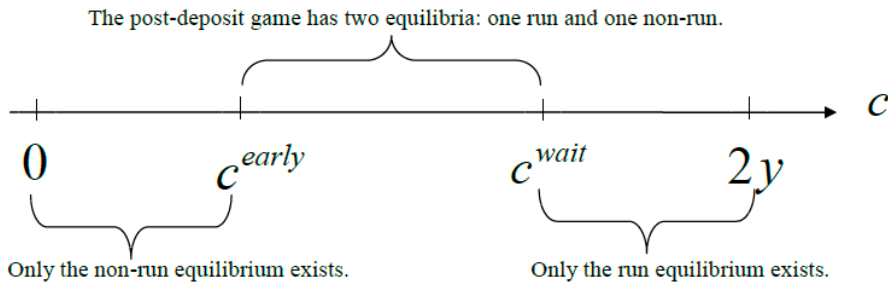 The post-deposit game has two equilibria: one run and one non-run.
c
0
c^early
c^wait
2y
Only the non-run equilibrium exists.
Only the run equilibrium exists.